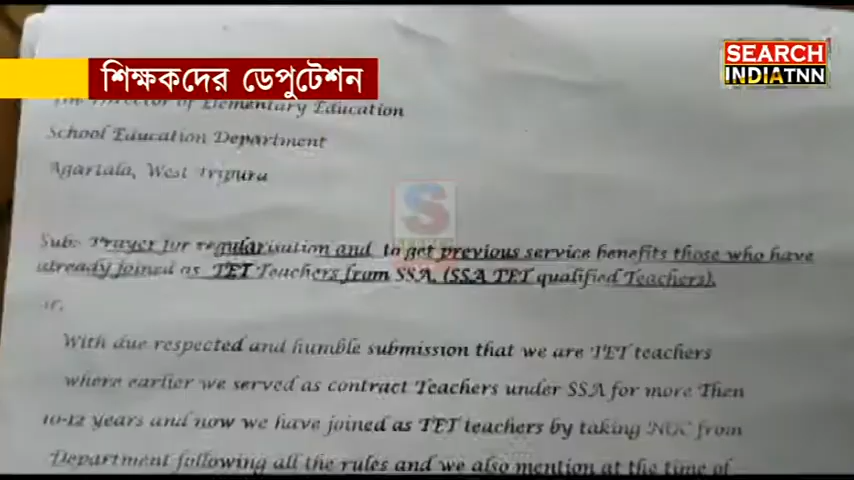 শিক্ষকদের ডেপুটেশন
SEARCH
INDIATNN
The Director of Elementary Education
School Education Department
Agartala, West Tripura
S
Sub:- Prayer for regularisation and to get previous service benefits those who have
already joined as TET Teachers from SSA, (SSA TET qualified Teachers).
ir,
With due respected and humble submission that we are TET teachers
where earlier we served as contract Teachers under SSA for more Then
10-12 years and now we have joined as TET teachers by taking NOC from
Department following all the rules and we also mention at the time of